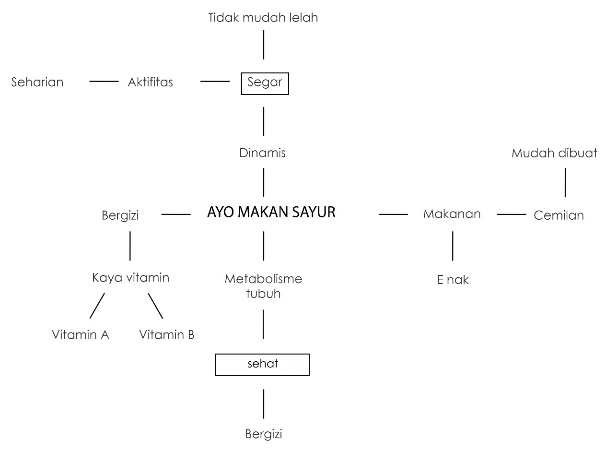 Tidak mudah lelah
Seharian
Aktifitas
Segar
Dinamis
Mudah dibuat
Bergizi
AYO MAKAN SAYUR
Makanan
Cemilan
Kaya vitamin
Metabolisme
tubuh
Enak
Vitamin A
Vitamin B
sehat
Bergizi